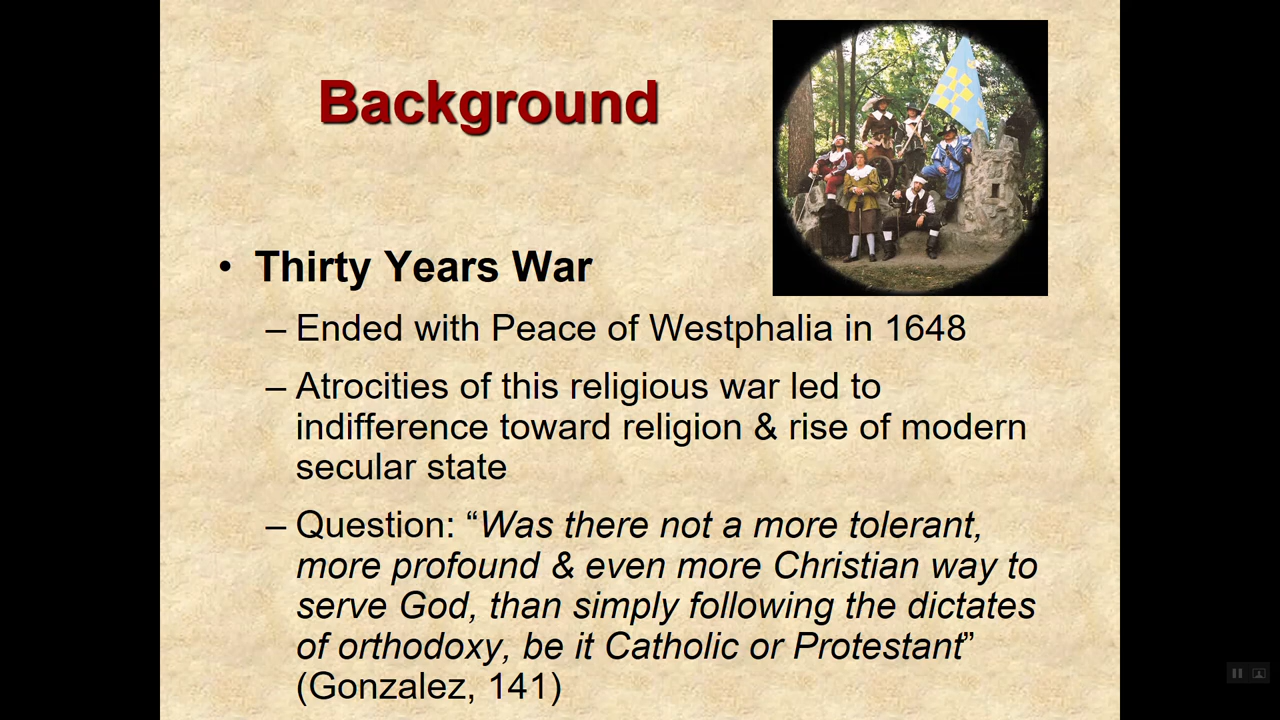 Background
• Thirty Years War
– Ended with Peace of Westphalia in 1648
– Atrocities of this religious war led to
indifference toward religion & rise of modern
secular state
– Question: “Was there not a more tolerant,
more profound & even more Christian way to
serve God, than simply following the dictates
of orthodoxy, be it Catholic or Protestant”
(Gonzalez, 141)